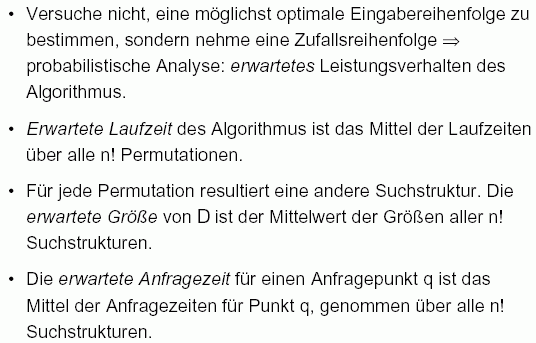 • Versuche nicht, eine möglichst optimale Eingabereihenfolge zu
bestimmen, sondern nehme eine Zufallsreihenfolge ⇒
probabilistische Analyse: erwartetes Leistungsverhalten des
Algorithmus.
• Erwartete Laufzeit des Algorithmus ist das Mittel der Laufzeiten
über alle n! Permutationen.
• Für jede Permutation resultiert eine andere Suchstruktur. Die
erwartete Größe von D ist der Mittelwert der Größen aller n!
Suchstrukturen.
• Die erwartete Anfragezeit für einen Anfragepunkt q ist das
Mittel der Anfragezeiten für Punkt q, genommen über alle n!
Suchstrukturen.